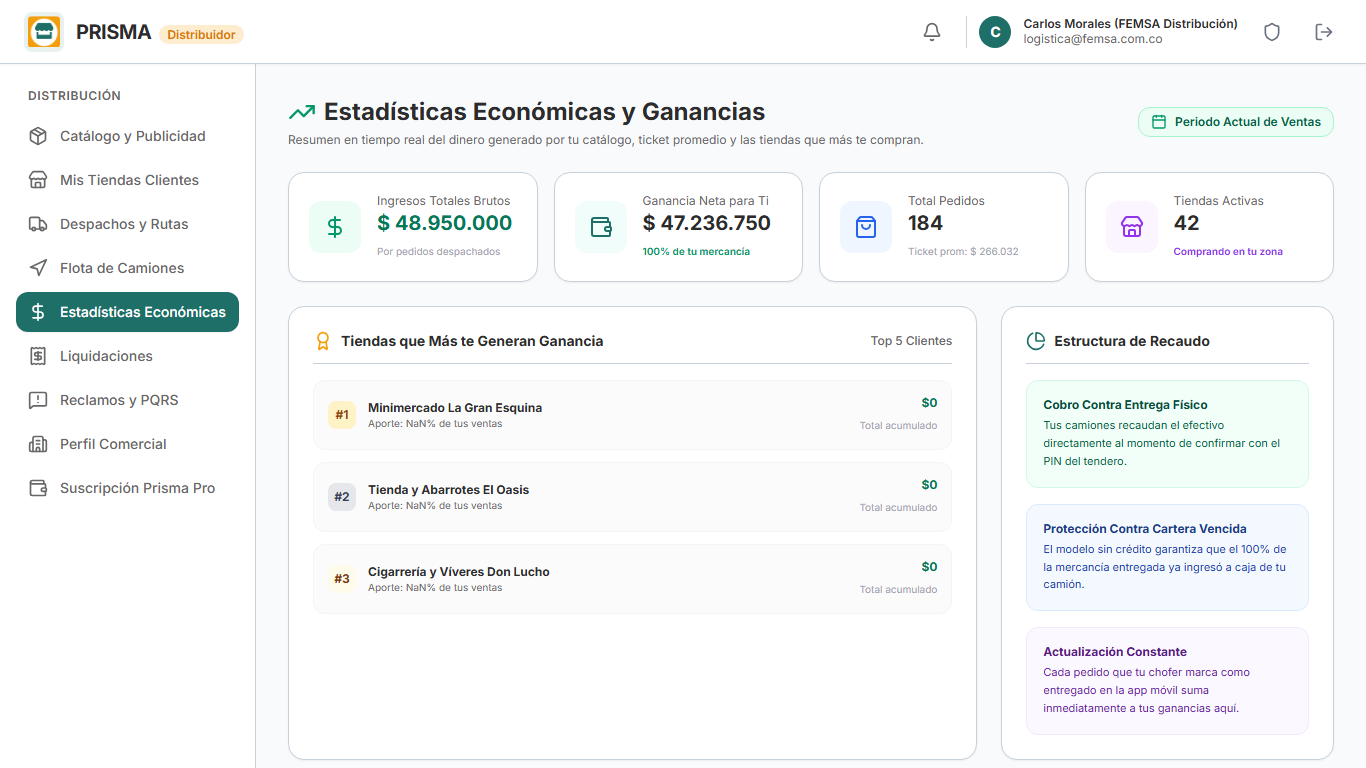 PRISMA Distribuidor
C
Carlos Morales (FEMSA Distribución)
logistica@femsa.com.co
DISTRIBUCIÓN
Catálogo y Publicidad
Mis Tiendas Clientes
Despachos y Rutas
Flota de Camiones
Estadísticas Económicas
Liquidaciones
Reclamos y PQRS
Perfil Comercial
Suscripción Prisma Pro
Estadísticas Económicas y Ganancias
Resumen en tiempo real del dinero generado por tu catálogo, ticket promedio y las tiendas que más te compran.
Periodo Actual de Ventas
Ingresos Totales Brutos
$ 48.950.000
Por pedidos despachados
Ganancia Neta para Ti
$ 47.236.750
100% de tu mercancía
Total Pedidos
184
Ticket prom: $ 266.032
Tiendas Activas
42
Comprando en tu zona
Tiendas que Más te Generan Ganancia
Top 5 Clientes
#1
Minimercado La Gran Esquina
Aporte: NaN% de tus ventas
$0
Total acumulado
#2
Tienda y Abarrotes El Oasis
Aporte: NaN% de tus ventas
$0
Total acumulado
#3
Cigarrería y Víveres Don Lucho
Aporte: NaN% de tus ventas
$0
Total acumulado
Estructura de Recaudo
Cobro Contra Entrega Físico
Tus camiones recaudan el efectivo
directamente al momento de confirmar con el
PIN del tendero.
Protección Contra Cartera Vencida
El modelo sin crédito garantiza que el 100% de
la mercancía entregada ya ingresó a caja de tu
camión.
Actualización Constante
Cada pedido que tu chofer marca como
entregado en la app móvil suma
inmediatamente a tus ganancias aquí.